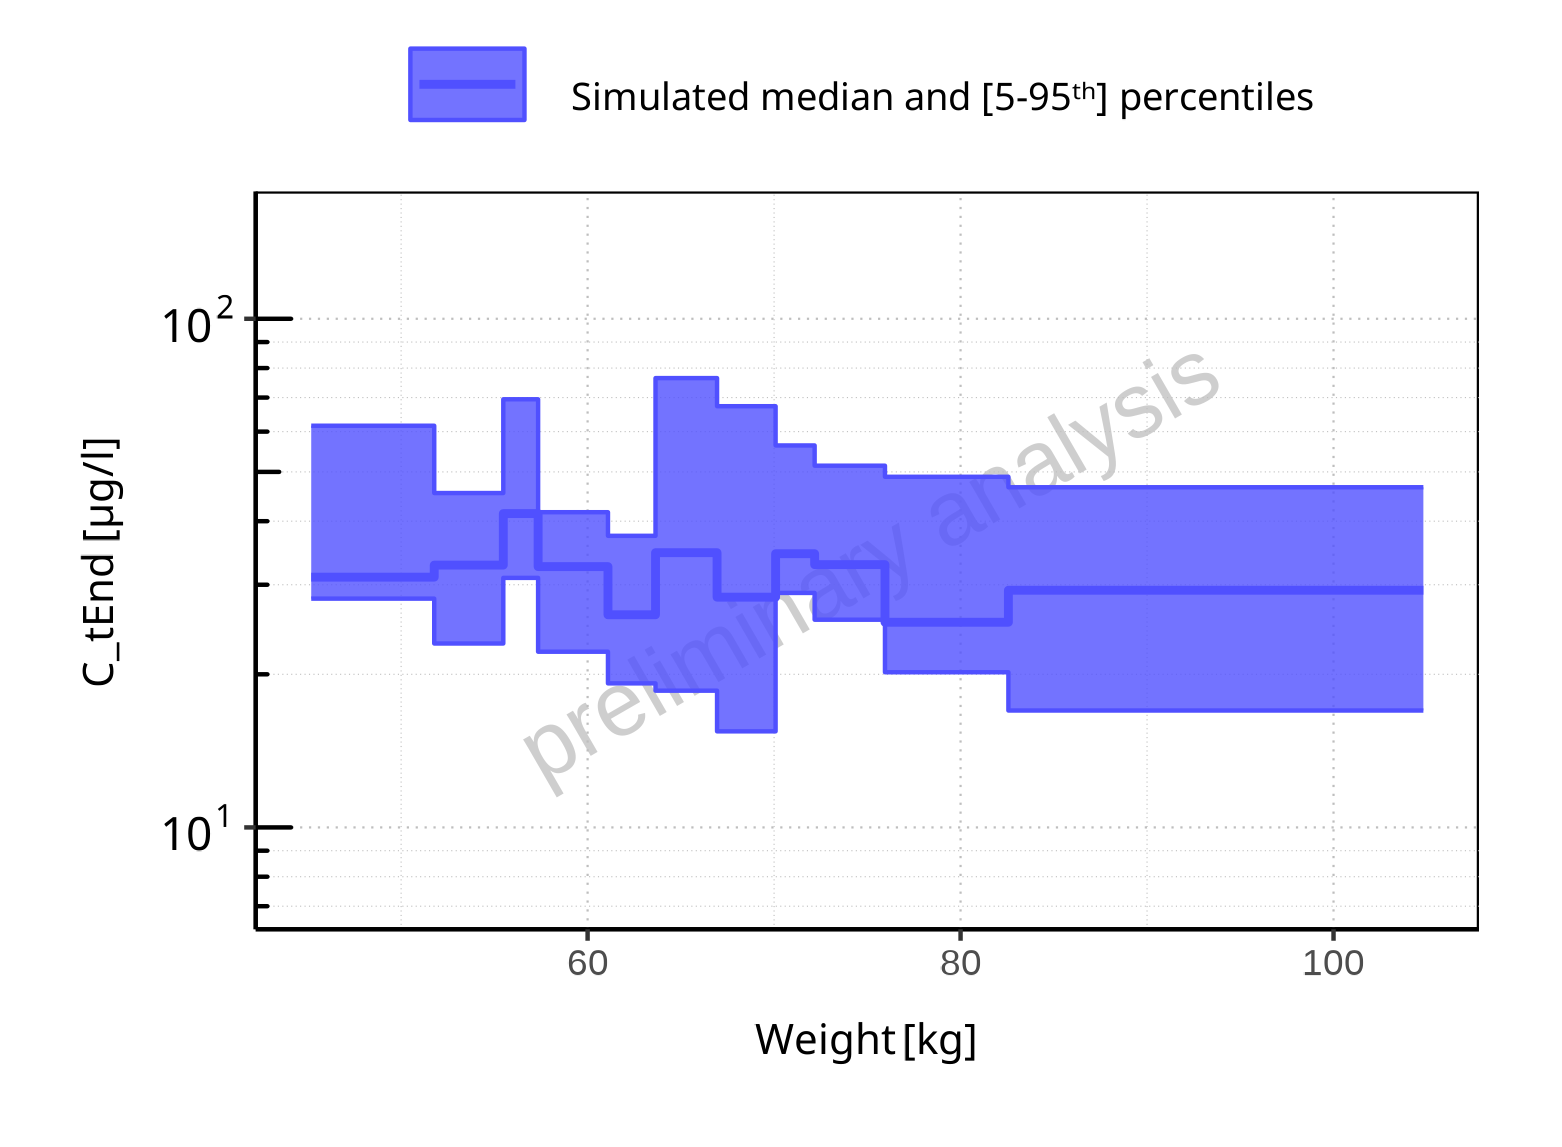 Simulated median and [5-95ᵗʰ] percentiles
10²
10¹
C_tEnd [µg/l]
preliminary analysis
60 80 100
Weight [kg]